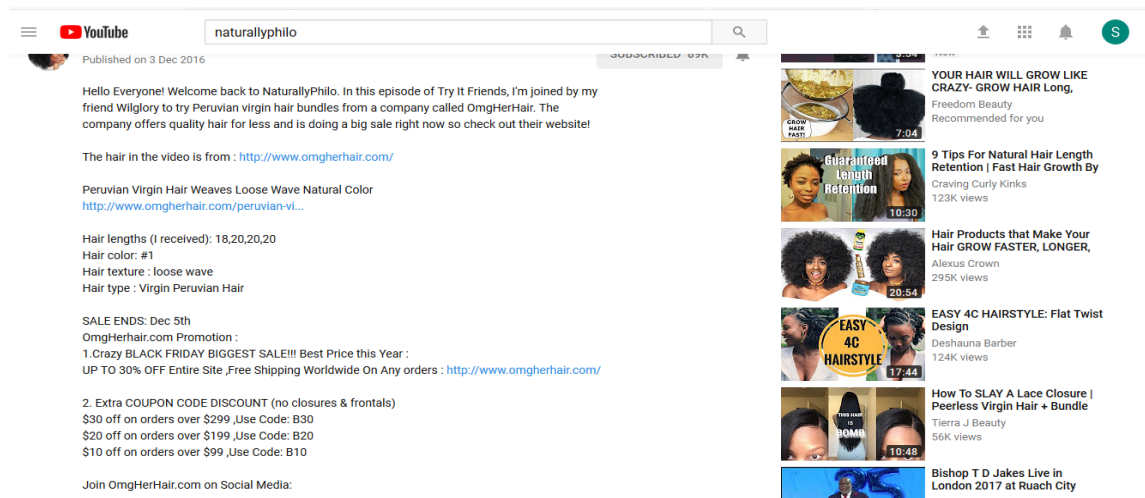 YouTube
naturallyphilo
S
Published on 3 Dec 2016
SUBSCRIBED 89K
Hello Everyone! Welcome back to NaturallyPhilo. In this episode of Try It Friends, I'm joined by my
friend Wilglory to try Peruvian virgin hair bundles from a company called OmgHerHair. The
company offers quality hair for less and is doing a big sale right now so check out their website!
The hair in the video is from : http://www.omgherhair.com/
Peruvian Virgin Hair Weaves Loose Wave Natural Color
http://www.omgherhair.com/peruvian-vi...
Hair lengths (I received): 18,20,20,20
Hair color: #1
Hair texture : loose wave
Hair type : Virgin Peruvian Hair
SALE ENDS: Dec 5th
OmgHerhair.com Promotion :
1.Crazy BLACK FRIDAY BIGGEST SALE!!! Best Price this Year :
UP TO 30% OFF Entire Site ,Free Shipping Worldwide On Any orders : http://www.omgherhair.com/
2. Extra COUPON CODE DISCOUNT (no closures & frontals)
$30 off on orders over $299 ,Use Code: B30
$20 off on orders over $199 ,Use Code: B20
$10 off on orders over $99 ,Use Code: B10
Join OmgHerHair.com on Social Media:
YOUR HAIR WILL GROW LIKE
CRAZY- GROW HAIR Long,
Freedom Beauty
Recommended for you
GROW
HAIR
FAST!
7:04
9 Tips For Natural Hair Length
Retention | Fast Hair Growth By
Craving Curly Kinks
123K views
Guaranteed
Length
Retention
10:30
Hair Products that Make Your
Hair GROW FASTER, LONGER,
Alexus Crown
295K views
20:54
EASY 4C HAIRSTYLE: Flat Twist
Design
Deshauna Barber
124K views
EASY
4C
HAIRSTYLE
17:44
How To SLAY A Lace Closure |
Peerless Virgin Hair + Bundle
Tierra J Beauty
56K views
THIS HAIR
IS
BOMB
10:48
Bishop T D Jakes Live in
London 2017 at Ruach City